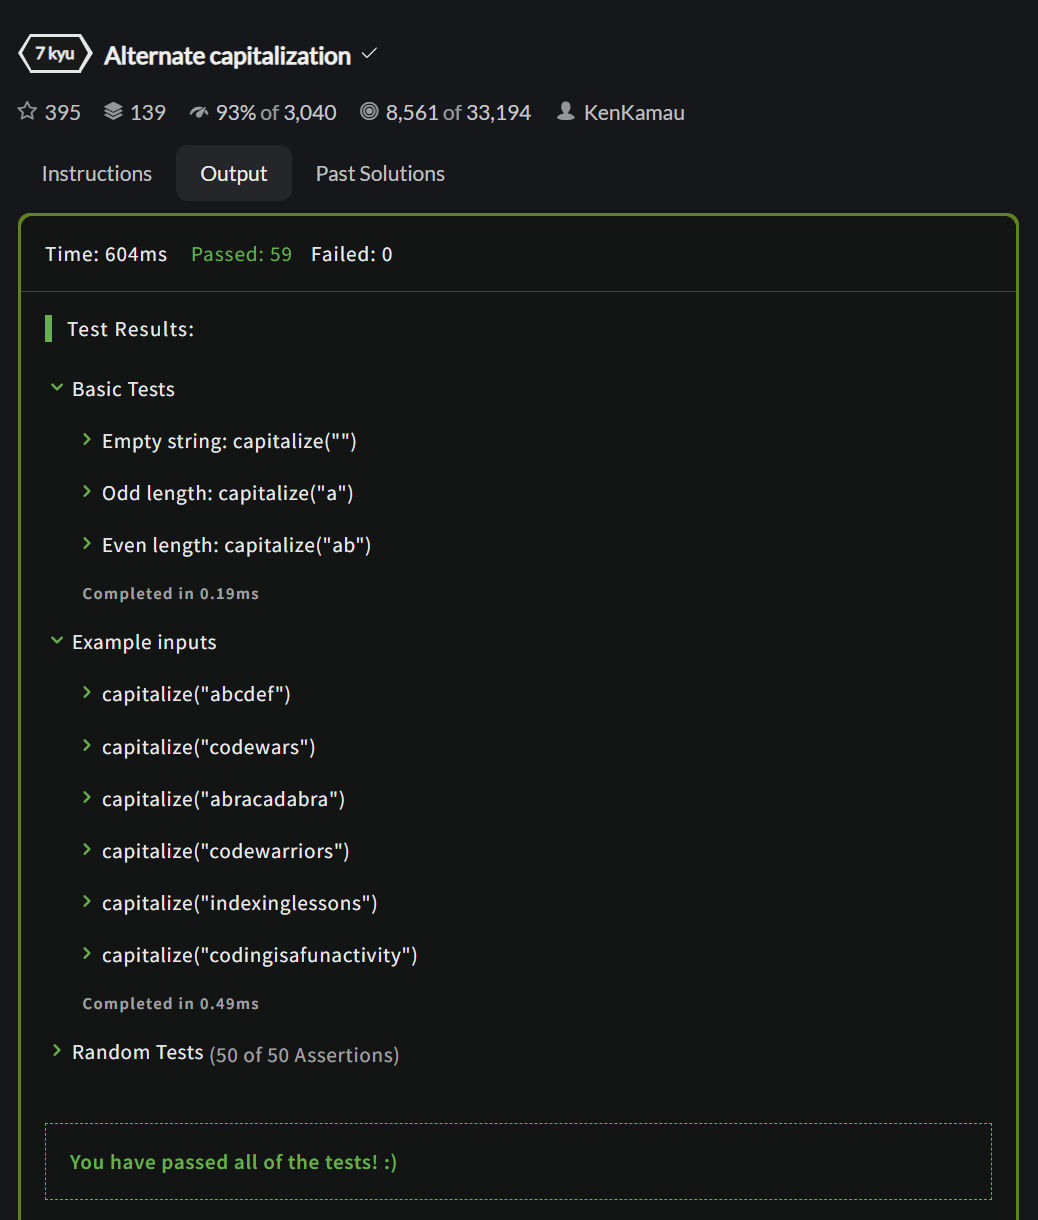 7 kyu Alternate capitalization
395 139 93% of 3,040 8,561 of 33,194 KenKamau
Instructions Output Past Solutions
Time: 604ms Passed: 59 Failed: 0
Test Results:
Basic Tests
Empty string: capitalize("")
Odd length: capitalize("a")
Even length: capitalize("ab")
Completed in 0.19ms
Example inputs
capitalize("abcdef")
capitalize("codewars")
capitalize("abracadabra")
capitalize("codewarriors")
capitalize("indexinglessons")
capitalize("codingisafunactivity")
Completed in 0.49ms
Random Tests (50 of 50 Assertions)
You have passed all of the tests! :)